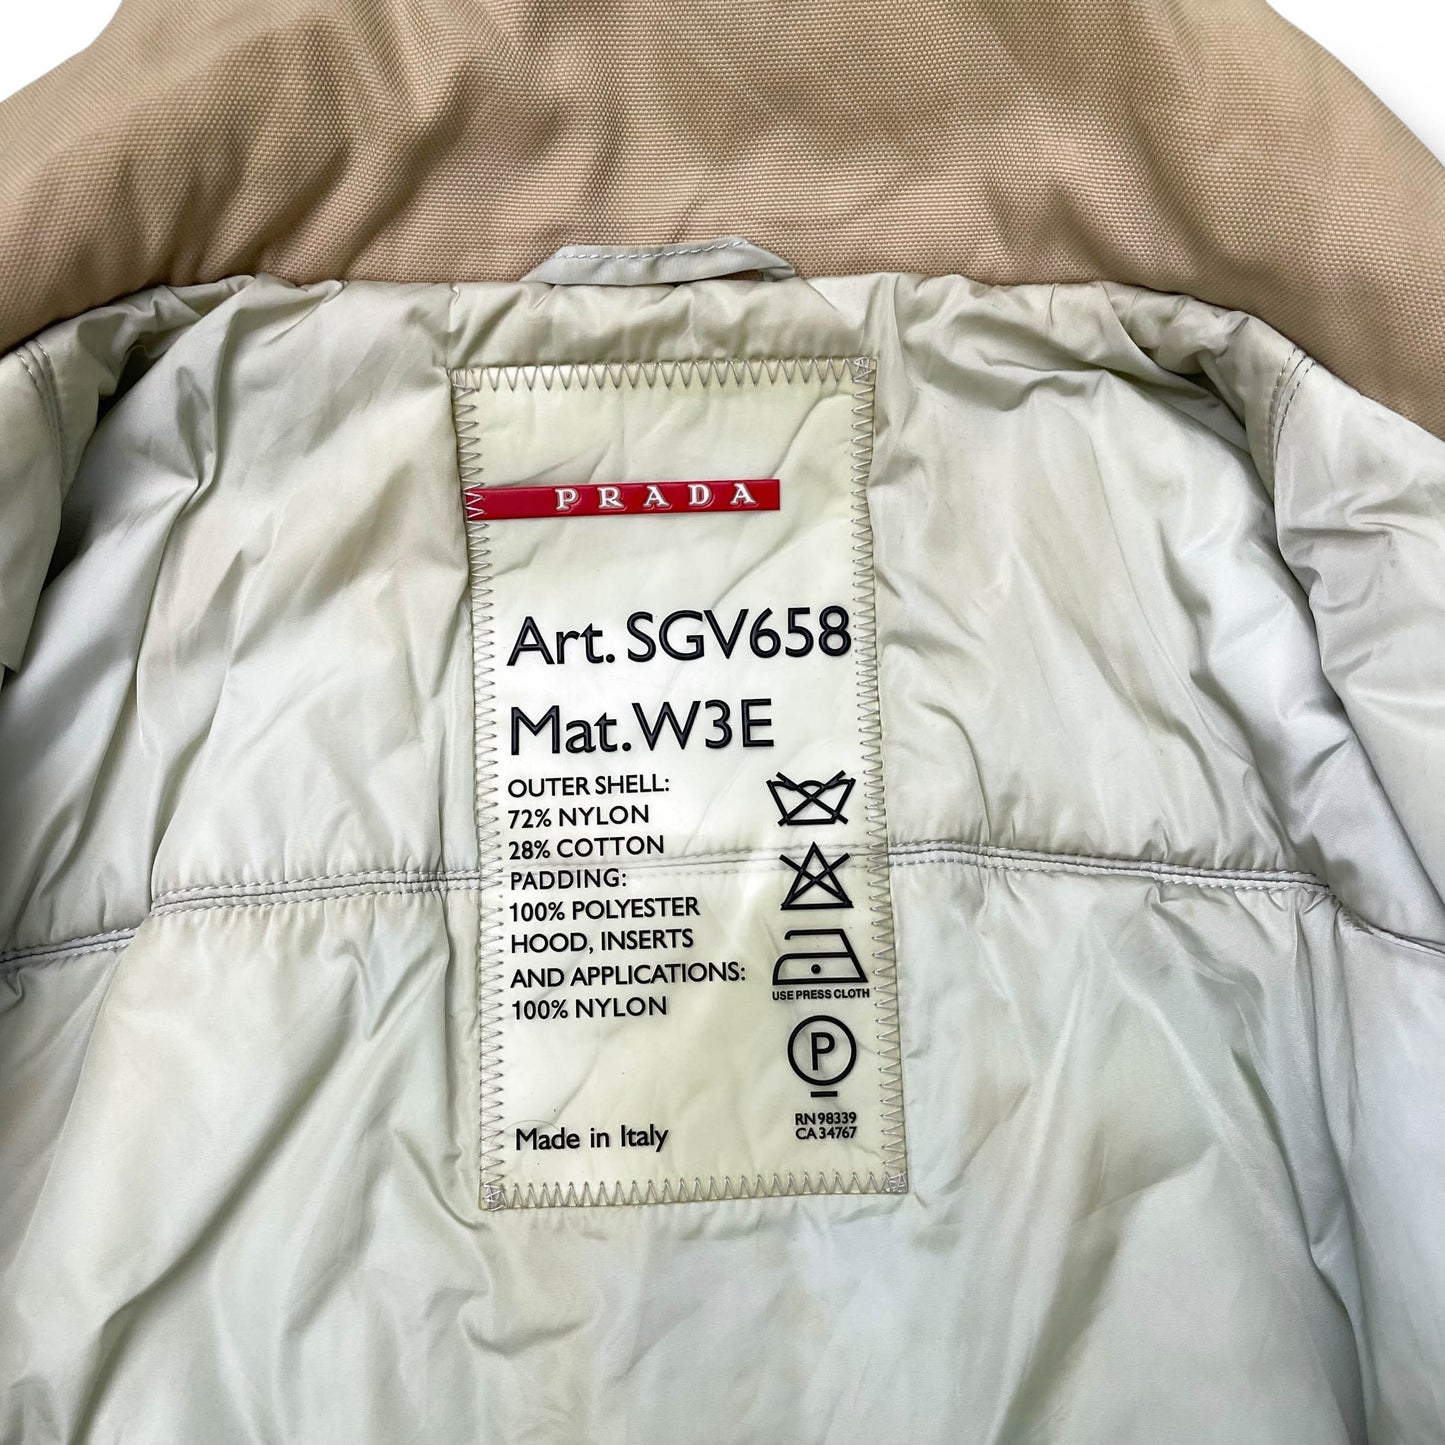 PRADA
Art. SGV658
Mat. W3E
OUTER SHELL:
72% NYLON
28% COTTON
PADDING:
100% POLYESTER
HOOD, INSERTS
AND APPLICATIONS:
100% NYLON
USE PRESS CLOTH
P
RN 98339
CA 34767
Made in Italy